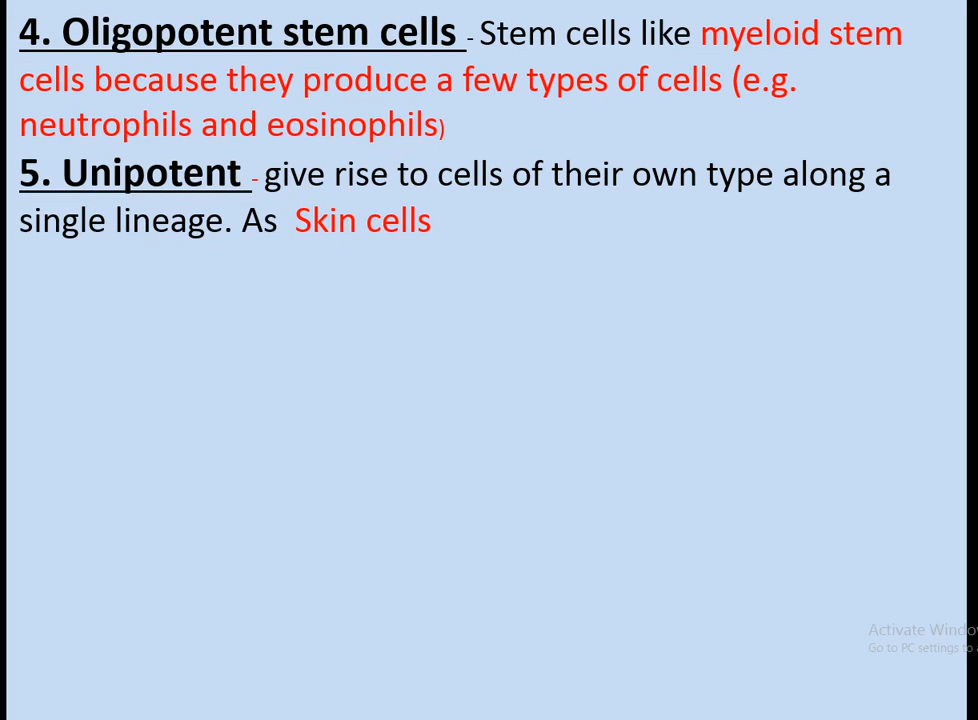 4. Oligopotent stem cells - Stem cells like myeloid stem
cells because they produce a few types of cells (e.g.
neutrophils and eosinophils)
5. Unipotent - give rise to cells of their own type along a
single lineage. As Skin cells
Activate Windo
Go to PC settings to